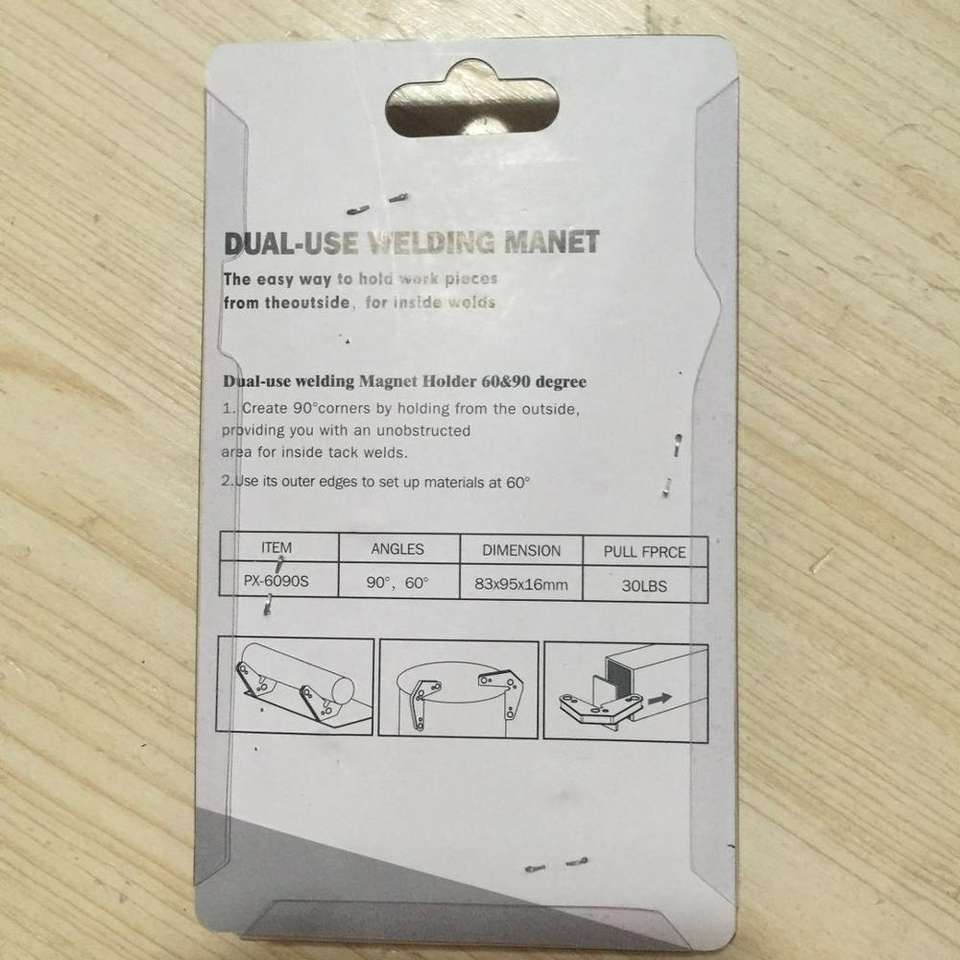 DUAL-USE WELDING MANET
The easy way to hold work pieces
from theoutside, for inside welds
Dual-use welding Magnet Holder 60&90 degree
1. Create 90°corners by holding from the outside,
providing you with an unobstructed
area for inside tack welds.
2.Use its outer edges to set up materials at 60°
ITEM ANGLES DIMENSION PULL FPRCE
PX-6090S 90°, 60° 83x95x16mm 30LBS